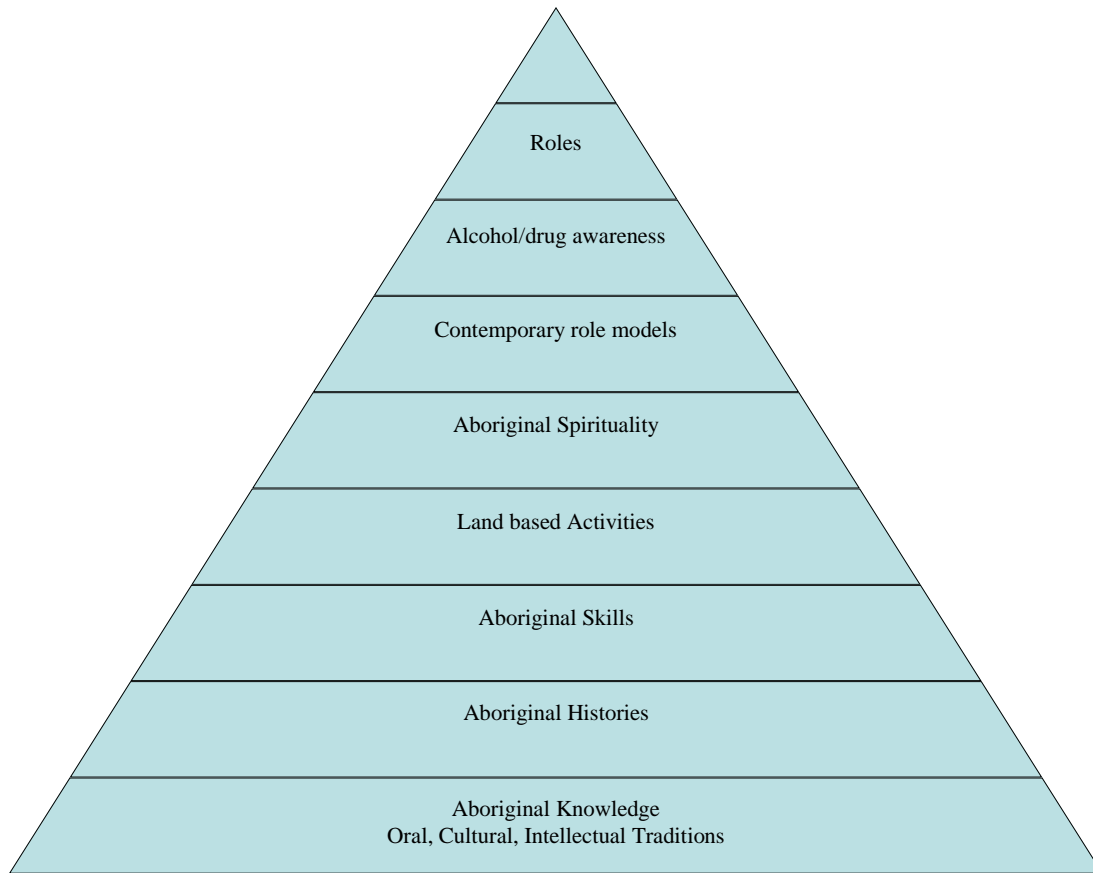 Roles
Alcohol/drug awareness
Contemporary role models
Aboriginal Spirituality
Land based Activities
Aboriginal Skills
Aboriginal Histories
Aboriginal Knowledge
Oral, Cultural, Intellectual Traditions